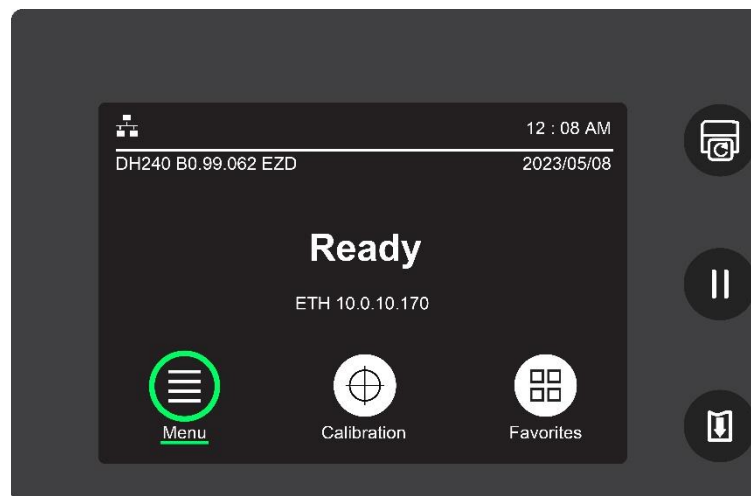 12 : 08 AM
DH240 B0.99.062 EZD
2023/05/08
Ready
ETH 10.0.10.170
Menu
Calibration
Favorites